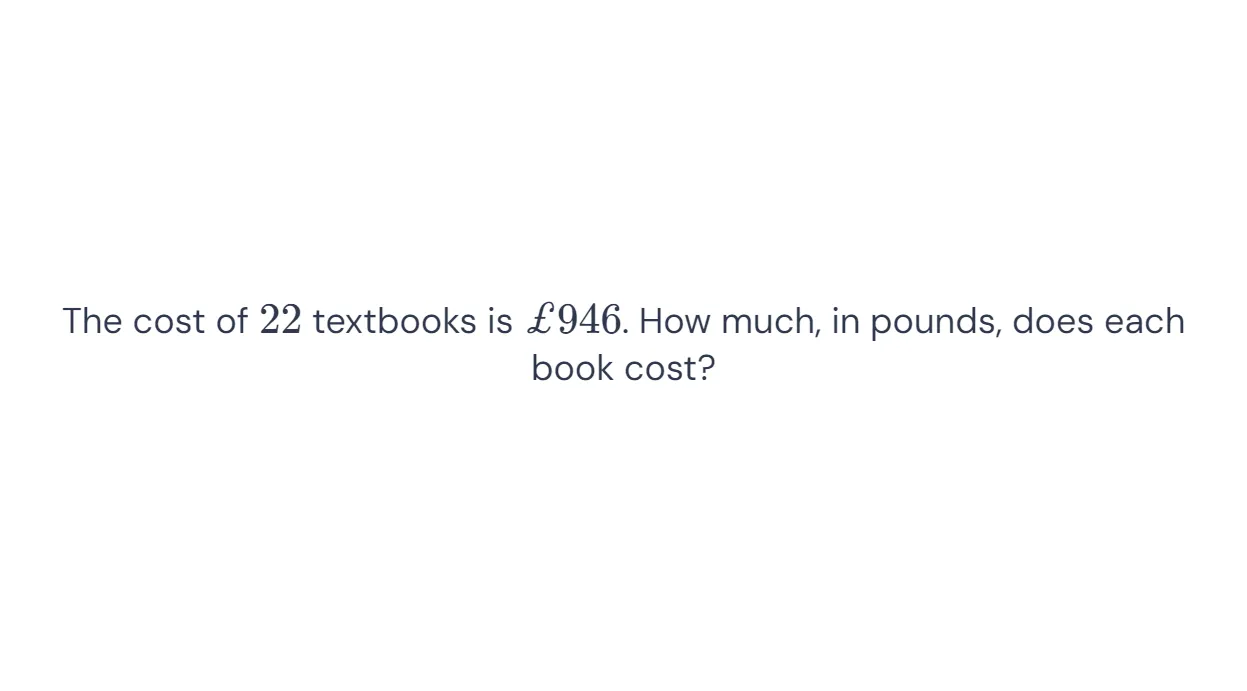 The cost of 22 textbooks is £946. How much, in pounds, does each
book cost?